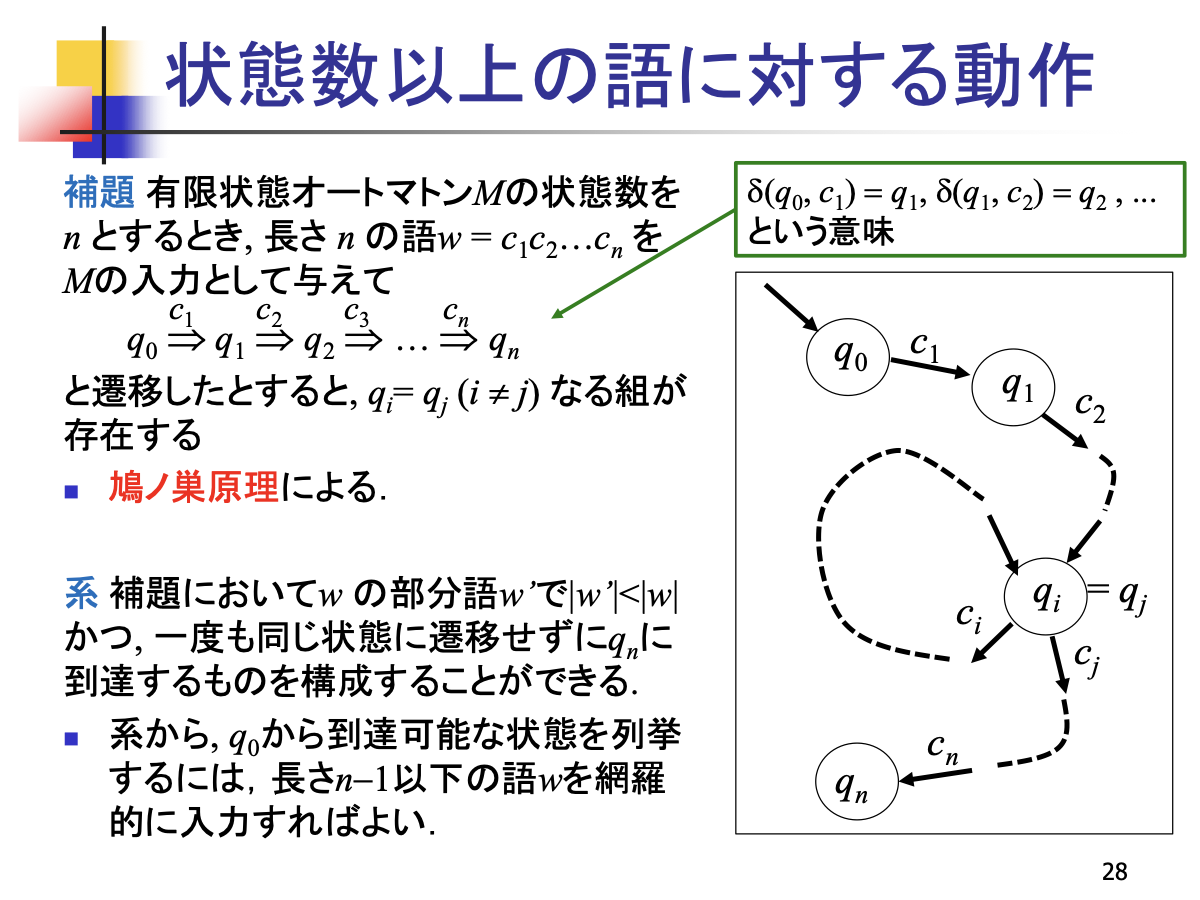 状態数以上の語に対する動作
補題 有限状態オートマトンMの状態数を
n とするとき, 長さ n の語w = c₁c₂…cₙ を
Mの入力として与えて
c₁ c₂ c₃ cₙ
q₀ ⇒ q₁ ⇒ q₂ ⇒ … ⇒ qₙ
と遷移したとすると, qᵢ= qⱼ (i ≠ j) なる組が
存在する
■ 鳩ノ巣原理による.
系 補題においてw の部分語w’で|w’|<|w|
かつ, 一度も同じ状態に遷移せずにqₙに
到達するものを構成することができる.
■ 系から, q₀から到達可能な状態を列挙
するには, 長さn–1以下の語wを網羅
的に入力すればよい.
δ(q₀, c₁) = q₁, δ(q₁, c₂) = q₂ , ...
という意味
q₀
c₁
q₁
c₂
qᵢ = qⱼ
cᵢ
cⱼ
cₙ
qₙ
28